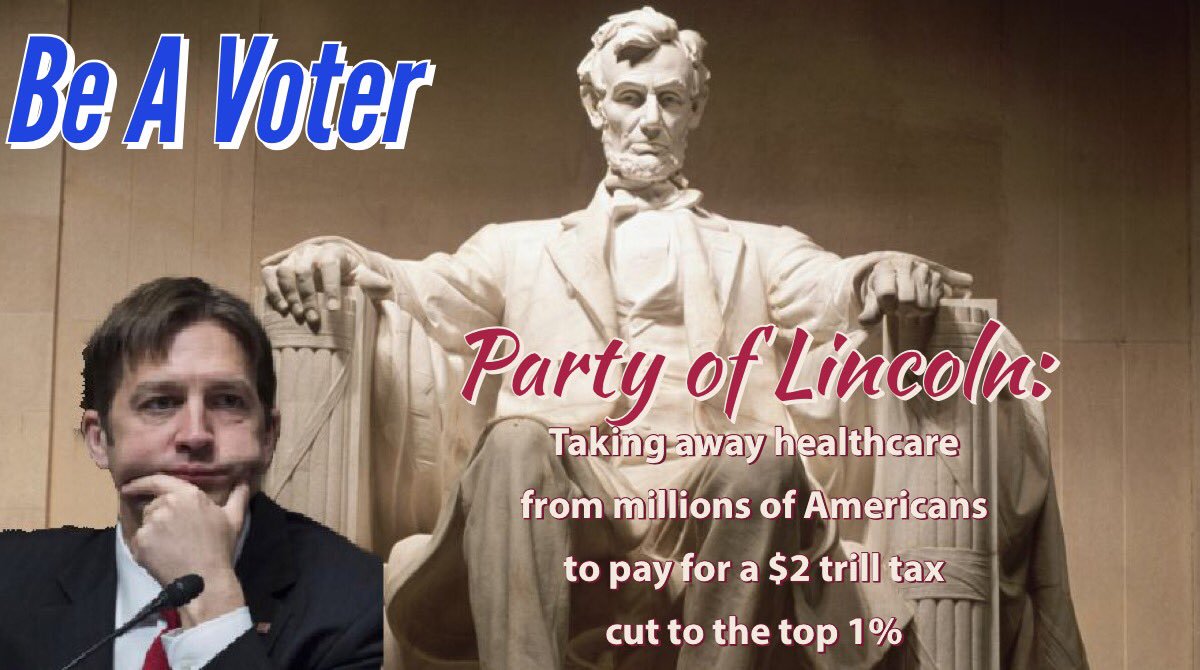 Be A Voter
Party of Lincoln:
Taking away healthcare
from millions of Americans
to pay for a $2 trill tax
cut to the top 1%